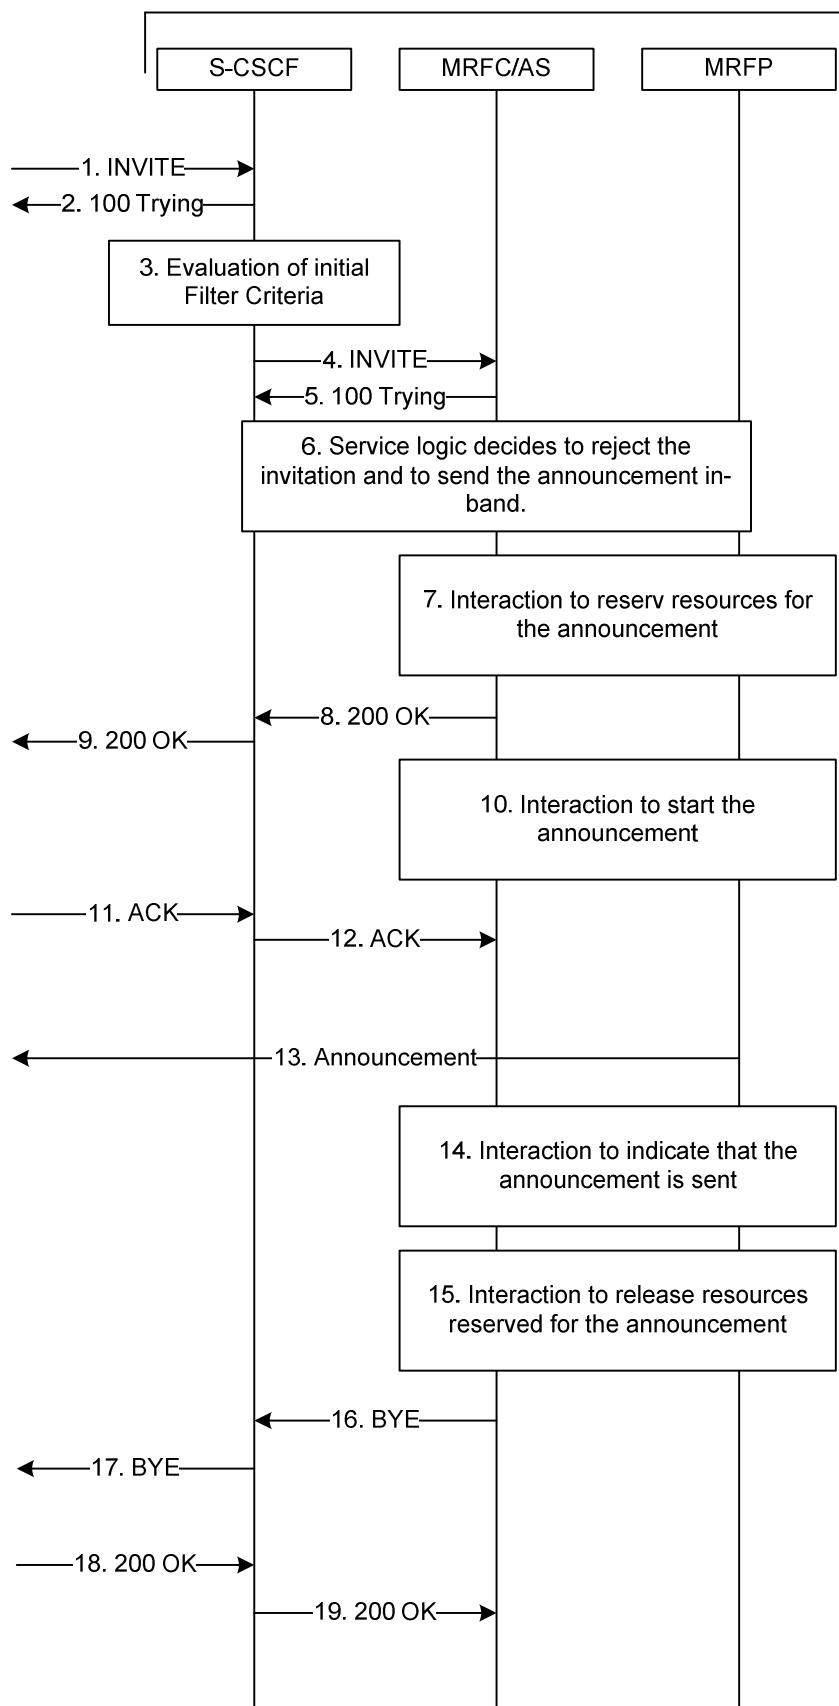 S-CSCF
MRFC/AS
MRFP
1. INVITE
2. 100 Trying
3. Evaluation of initial
Filter Criteria
4. INVITE
5. 100 Trying
6. Service logic decides to reject the
invitation and to send the announcement in-
band.
7. Interaction to reserv resources for
the announcement
8. 200 OK
9. 200 OK
10. Interaction to start the
announcement
11. ACK
12. ACK
13. Announcement
14. Interaction to indicate that the
announcement is sent
15. Interaction to release resources
reserved for the announcement
16. BYE
17. BYE
18. 200 OK
19. 200 OK